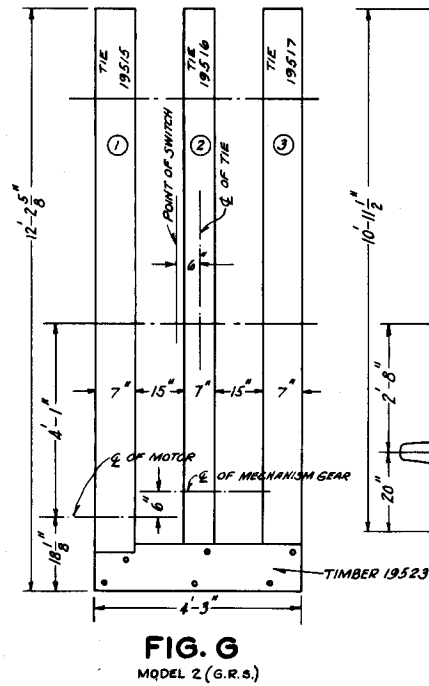 TIE 19515
TIE 19516
TIE 19517
1
2
3
POINT OF SWITCH
℄ OF TIE
6"
12'-2 5/8"
10'-11 1/2"
7"
15"
7"
15"
7"
4'-1"
2'-8"
℄ OF MOTOR
℄ OF MECHANISM GEAR
6"
20"
18 1/8"
TIMBER 19523
4'-3"
FIG. G
MODEL 2 (G.R.S.)